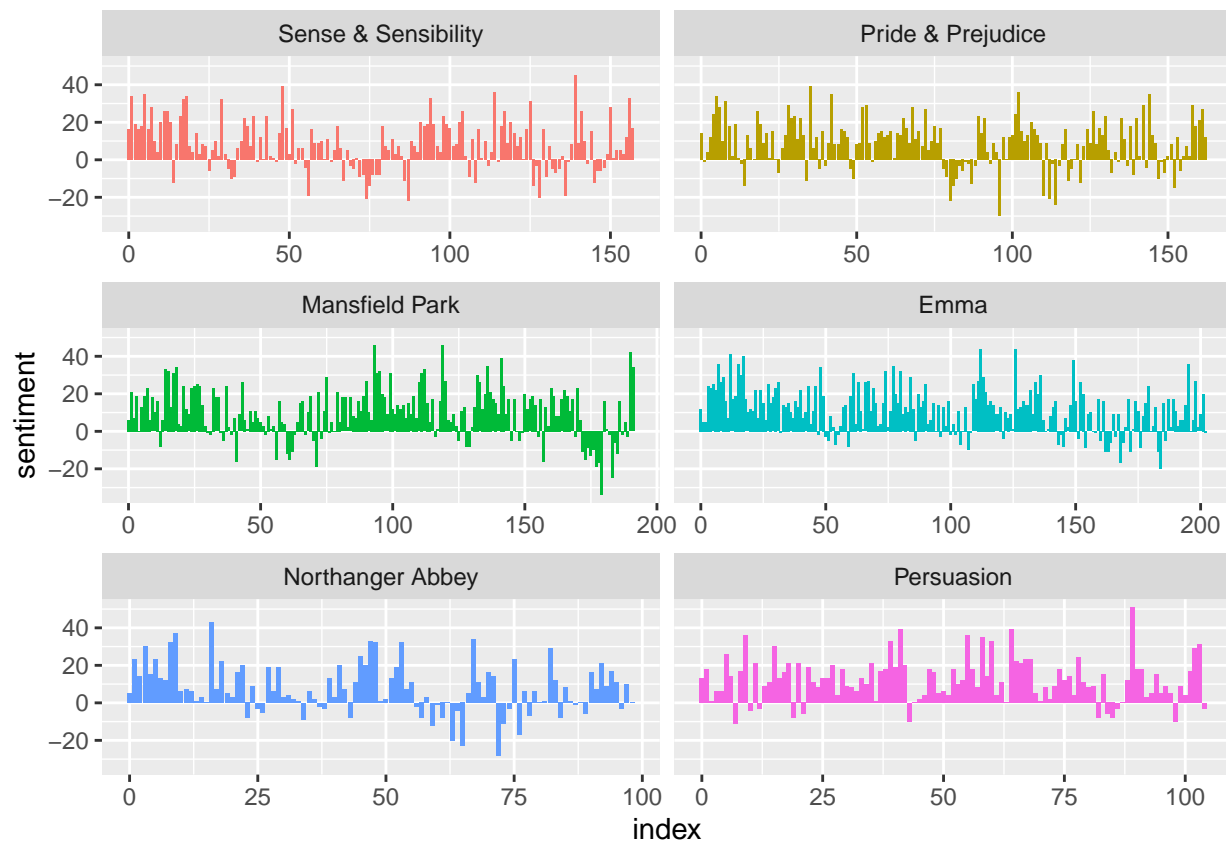 Sense & Sensibility
Pride & Prejudice
40
20
0
−20
0 50 100 150
0 50 100 150
Mansfield Park
Emma
40
20
0
−20
0 50 100 150 200
0 50 100 150 200
sentiment
Northanger Abbey
Persuasion
40
20
0
−20
0 25 50 75 100
0 25 50 75 100
index